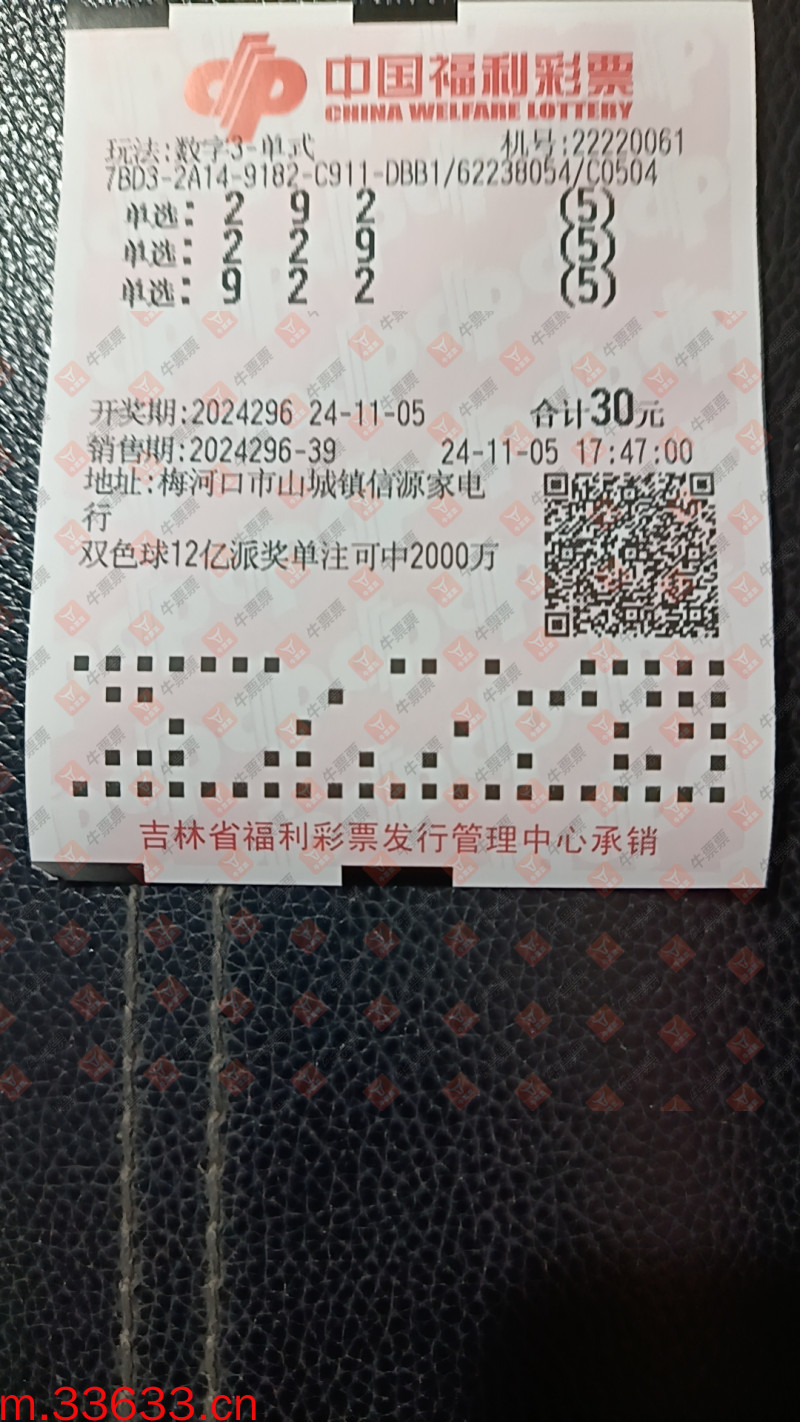 中国福利彩票
CHINA WELFARE LOTTERY
玩法:数字3-单式 机号:22220061
7BD3-2A14-9182-C911-DBB1/62238054/C0504
单选: 2 9 2 (5)
单选: 2 2 9 (5)
单选: 9 2 2 (5)
开奖期:2024296 24-11-05 合计30元
销售期:2024296-39 24-11-05 17:47:00
地址:梅河口市山城镇信源家电
行
双色球12亿派奖单注可中2000万
吉林省福利彩票发行管理中心承销
牛票票
m.33633.cn